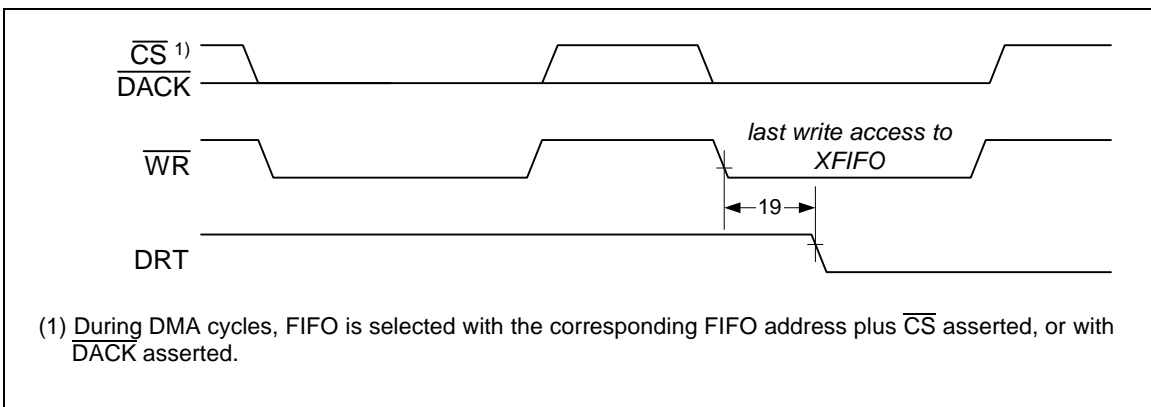 CS 1)
DACK
WR
last write access to
XFIFO
19
DRT
(1) During DMA cycles, FIFO is selected with the corresponding FIFO address plus CS asserted, or with
DACK asserted.